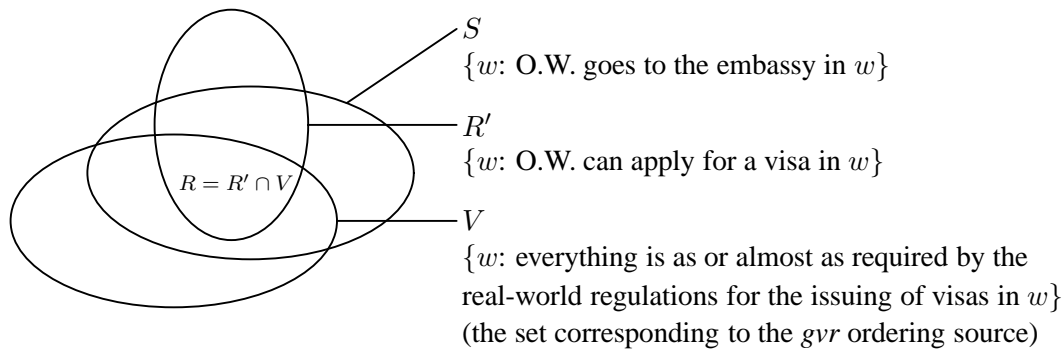 S
{w: O.W. goes to the embassy in w}
R′
{w: O.W. can apply for a visa in w}
R = R′ ∩ V
V
{w: everything is as or almost as required by the
real-world regulations for the issuing of visas in w}
(the set corresponding to the gvr ordering source)